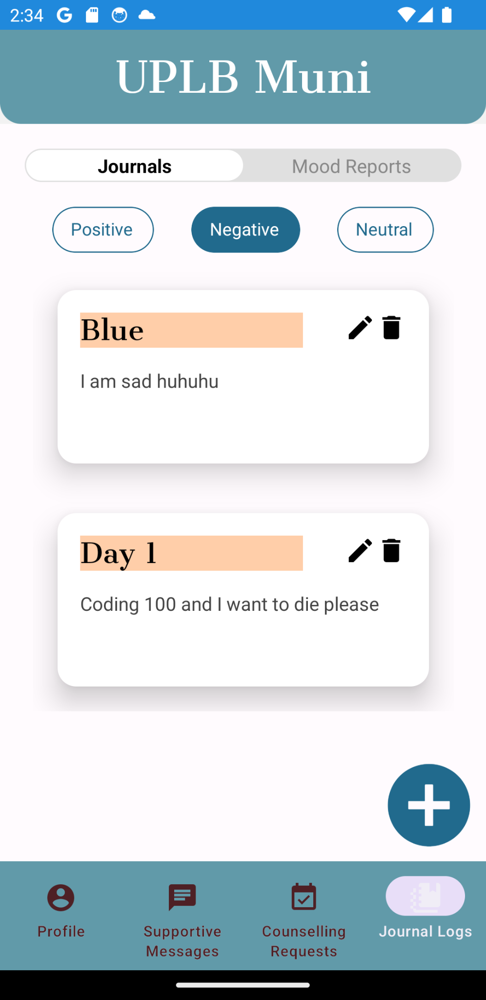 2:34
UPLB Muni
Journals
Mood Reports
Positive
Negative
Neutral
Blue
I am sad huhuhu
Day 1
Coding 100 and I want to die please
Profile
Supportive
Messages
Counselling
Requests
Journal Logs